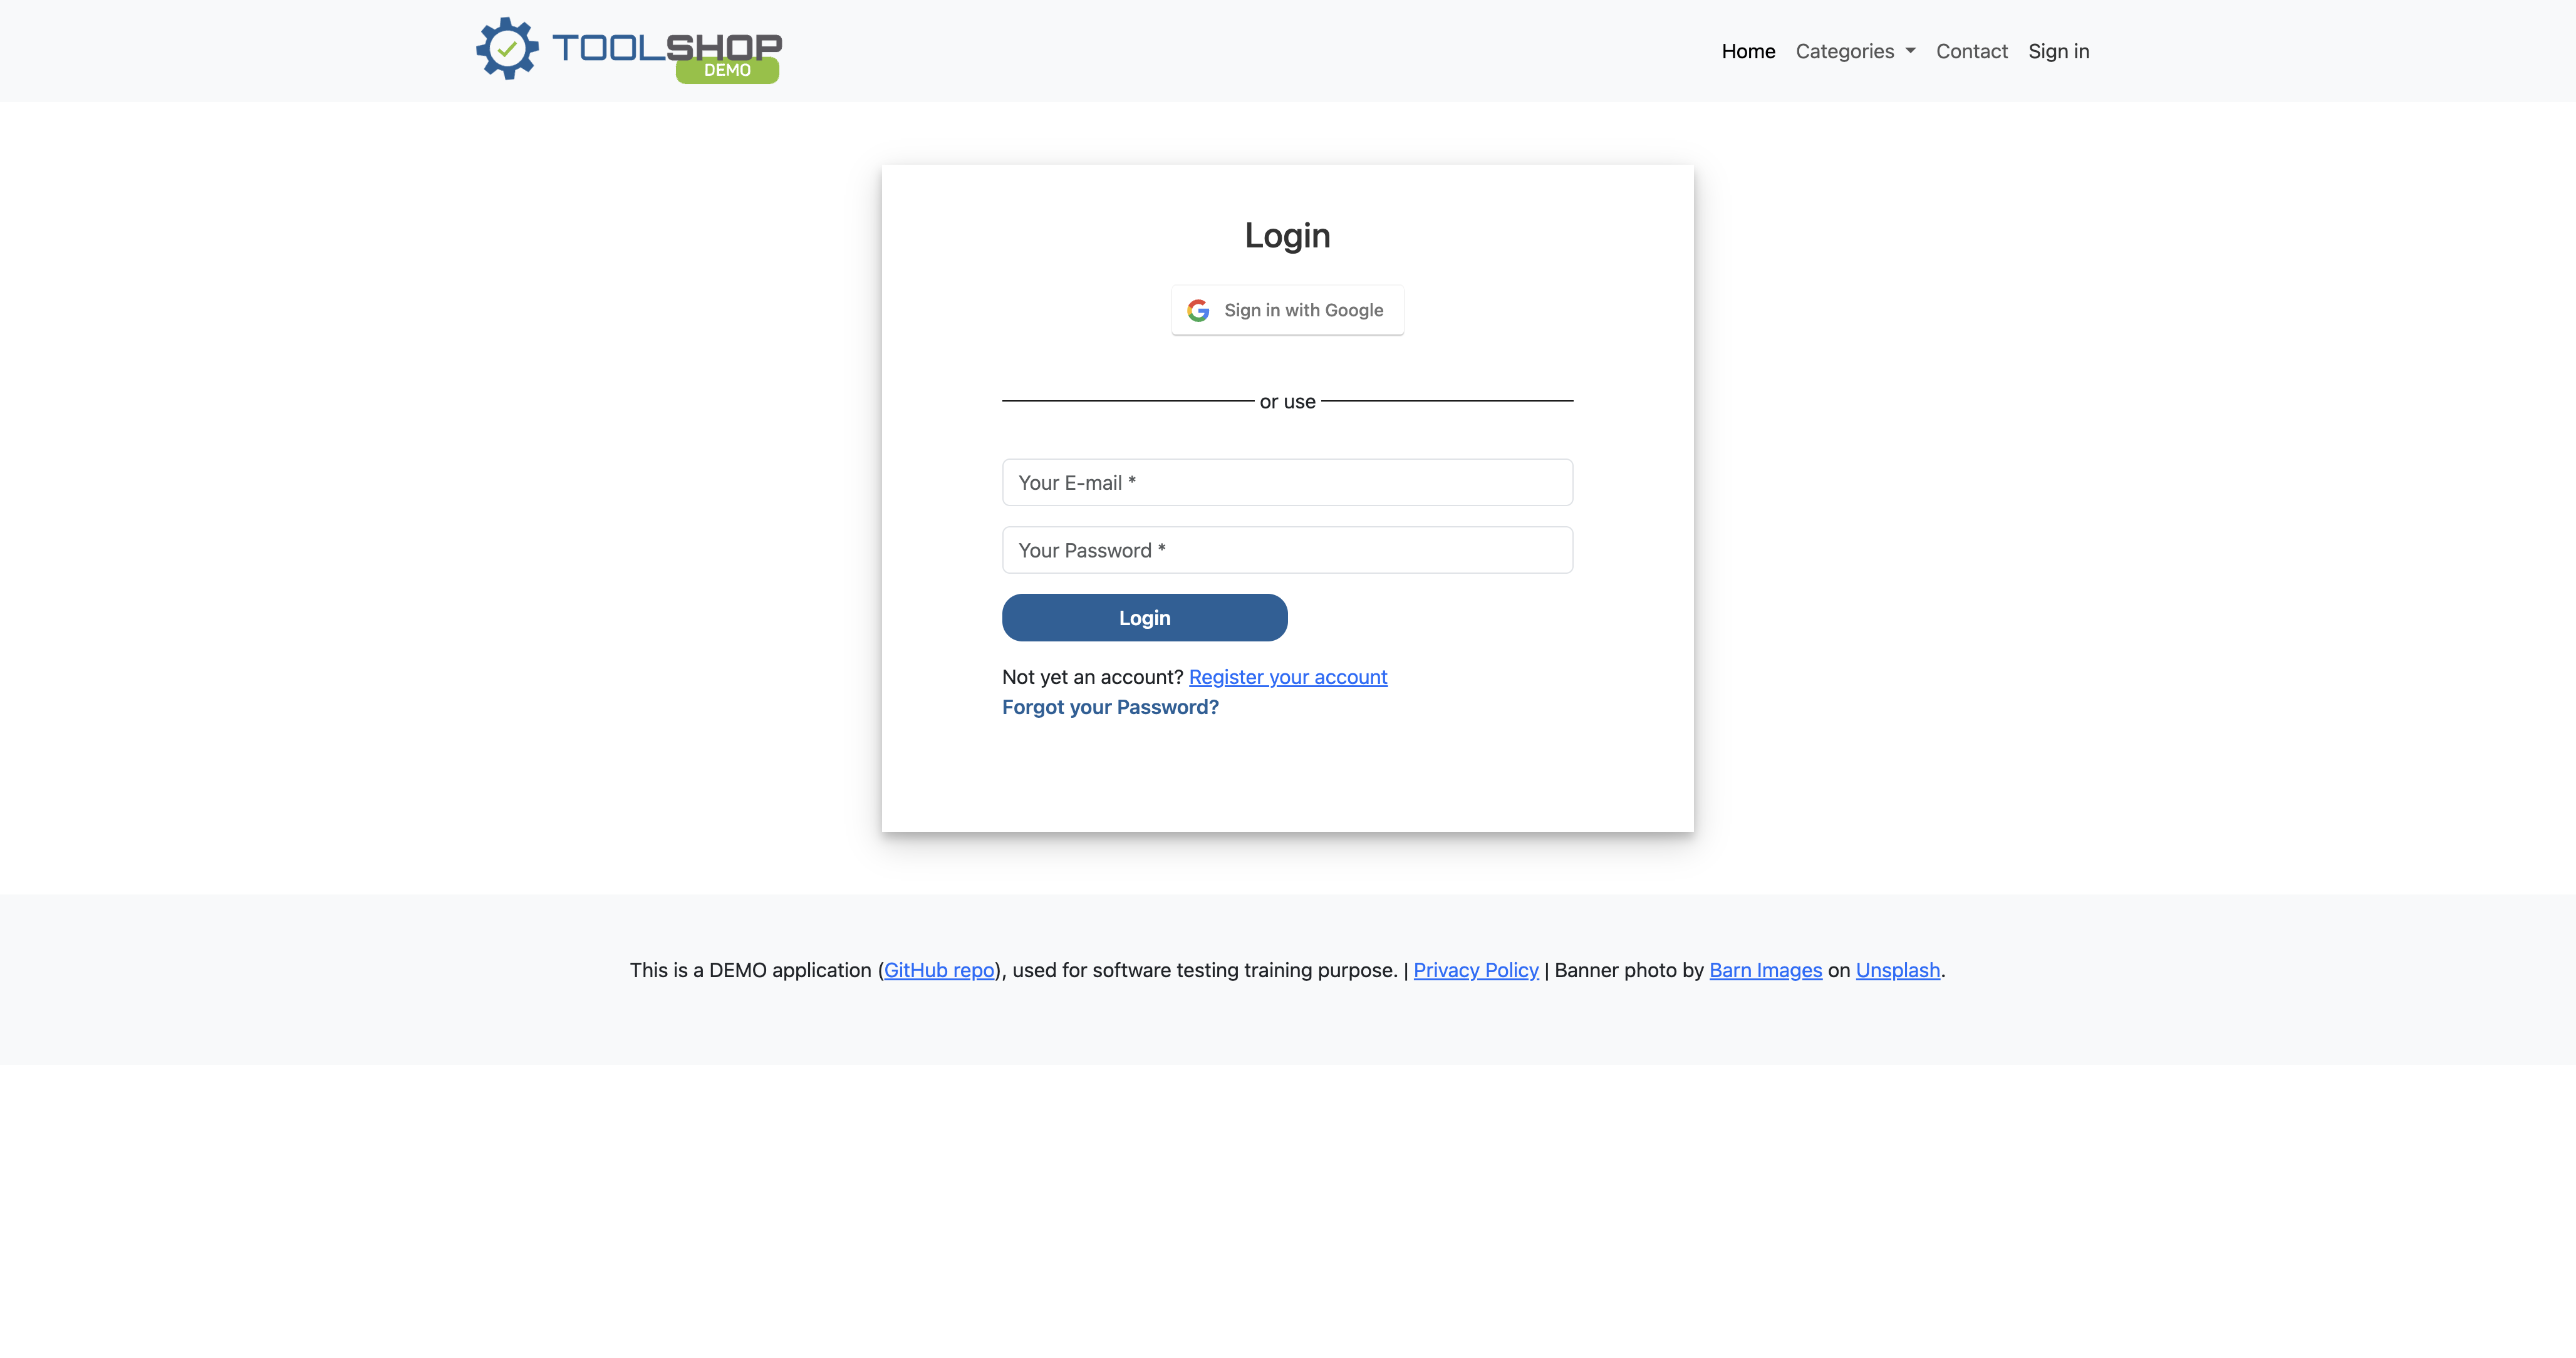 TOOLSHOP
DEMO
Home Categories Contact Sign in
Login
Sign in with Google
or use
Your E-mail *
Your Password *
Login
Not yet an account? Register your account
Forgot your Password?
This is a DEMO application (GitHub repo), used for software testing training purpose. | Privacy Policy | Banner photo by Barn Images on Unsplash.